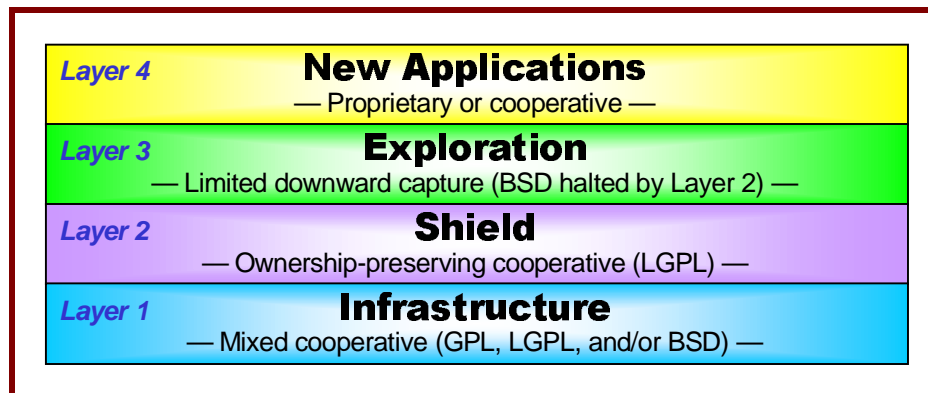 Layer 4
New Applications
— Proprietary or cooperative —
Layer 3
Exploration
— Limited downward capture (BSD halted by Layer 2) —
Layer 2
Shield
— Ownership-preserving cooperative (LGPL) —
Layer 1
Infrastructure
— Mixed cooperative (GPL, LGPL, and/or BSD) —